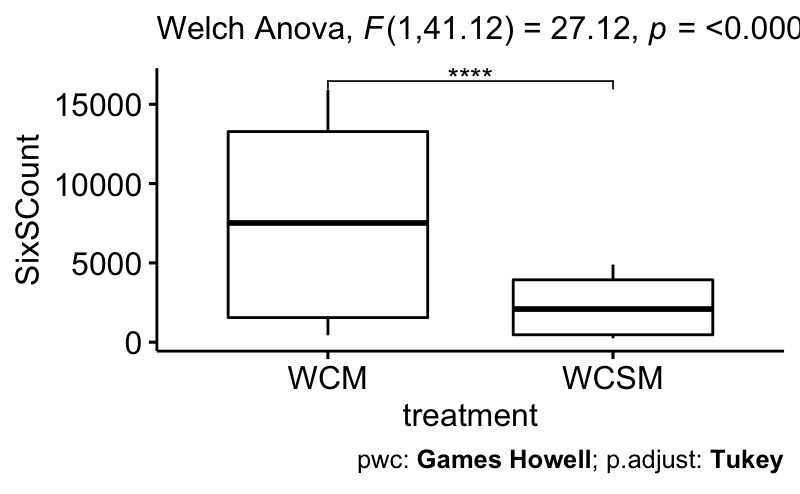 Welch Anova, F(1,41.12) = 27.12, p = <0.000
****
15000
10000
5000
0
SixSCount
WCM WCSM
treatment
pwc: Games Howell; p.adjust: Tukey